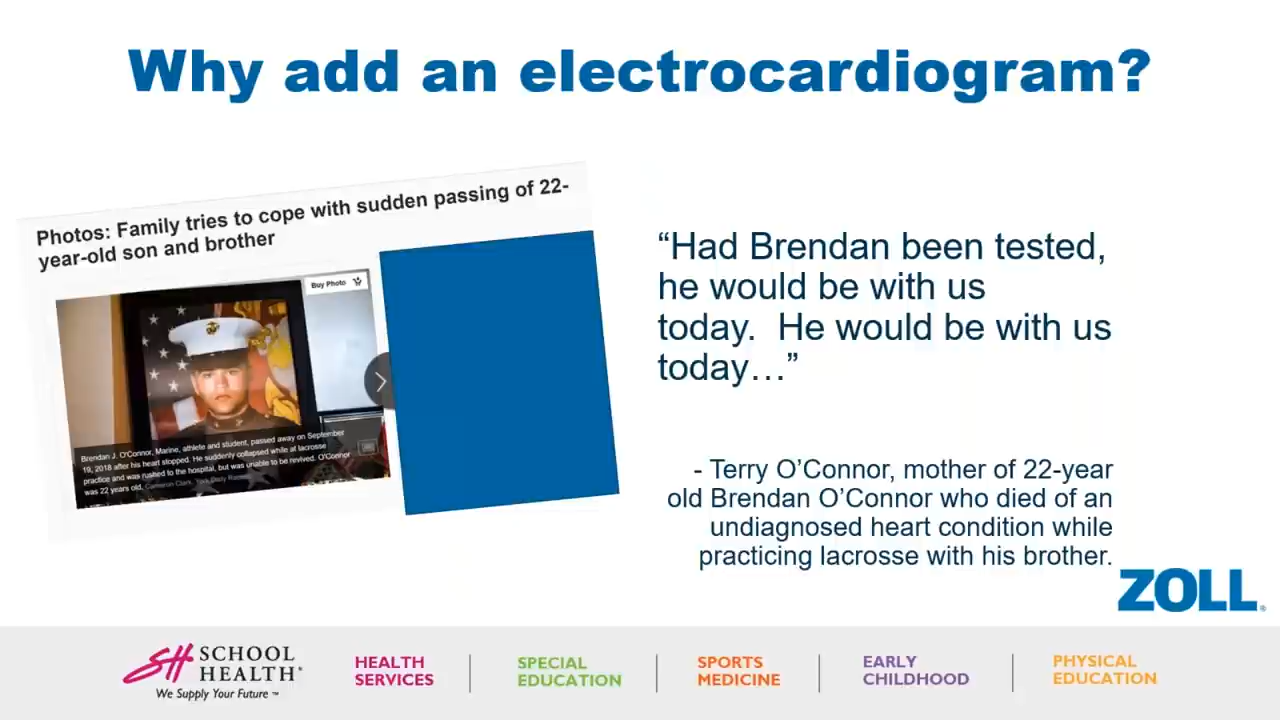 Why add an electrocardiogram?
Photos: Family tries to cope with sudden passing of 22-
year-old son and brother
Buy Photo
Brendan J. O'Connor, Marine, athlete and student, passed away on September
19, 2018 after his heart stopped. He suddenly collapsed while at lacrosse
practice and was rushed to the hospital, but was unable to be revived. O'Connor
was 22 years old. Cameron Clark, York Daily Record
“Had Brendan been tested,
he would be with us
today.  He would be with us
today…”
- Terry O’Connor, mother of 22-year
old Brendan O’Connor who died of an
undiagnosed heart condition while
practicing lacrosse with his brother.
ZOLL®
SH SCHOOL
HEALTH®
We Supply Your Future ™
HEALTH
SERVICES
SPECIAL
EDUCATION
SPORTS
MEDICINE
EARLY
CHILDHOOD
PHYSICAL
EDUCATION